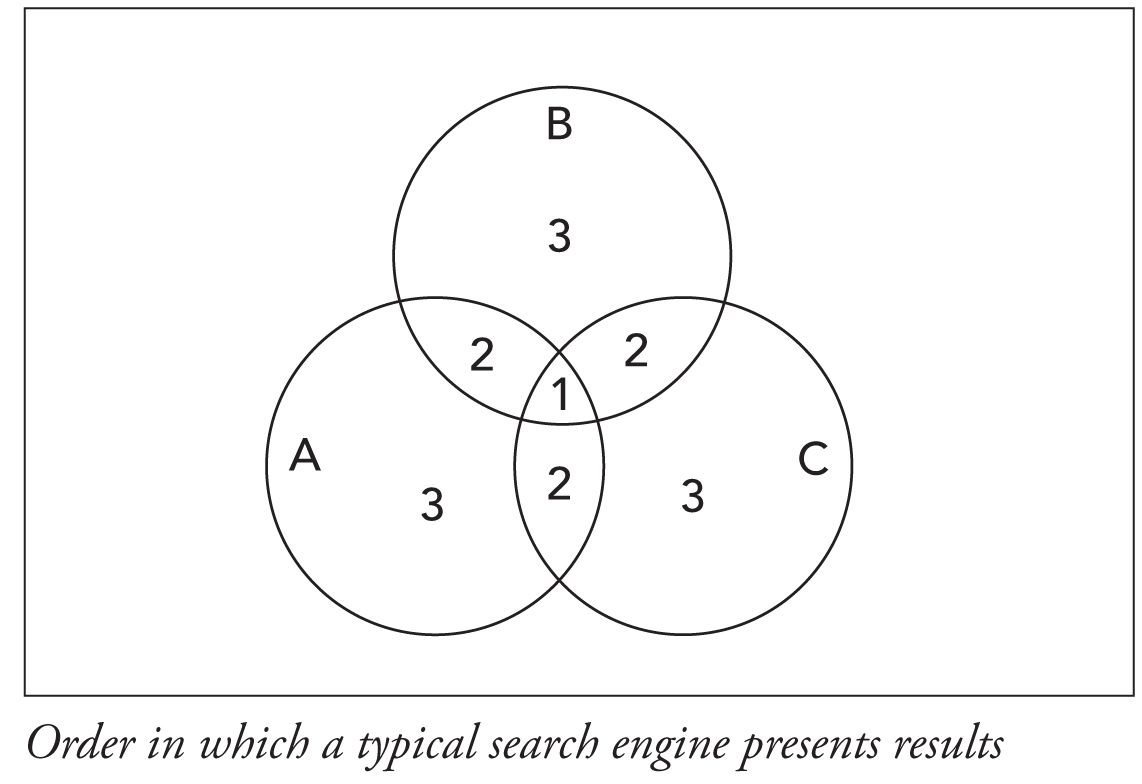 B
3
2 2
1
A C
2
3 3
Order in which a typical search engine presents results